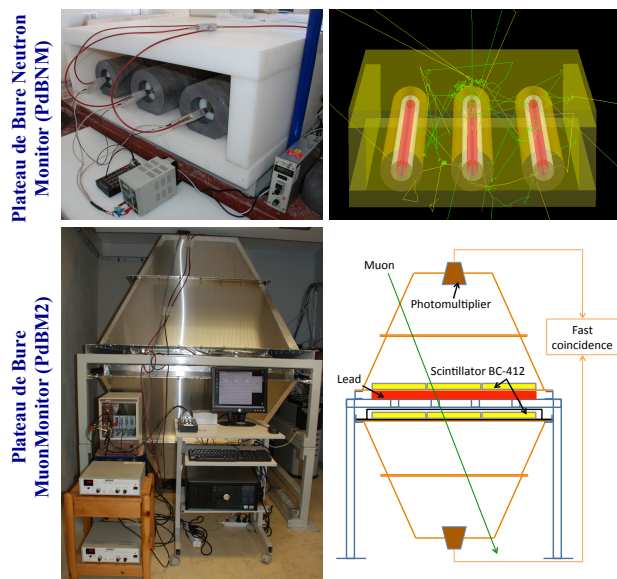 Plateau de Bure Neutron
Monitor (PdBNM)
Plateau de Bure
MuonMonitor (PdBM2)
Muon
Photomultiplier
Fast
coincidence
Scintillator BC-412
Lead